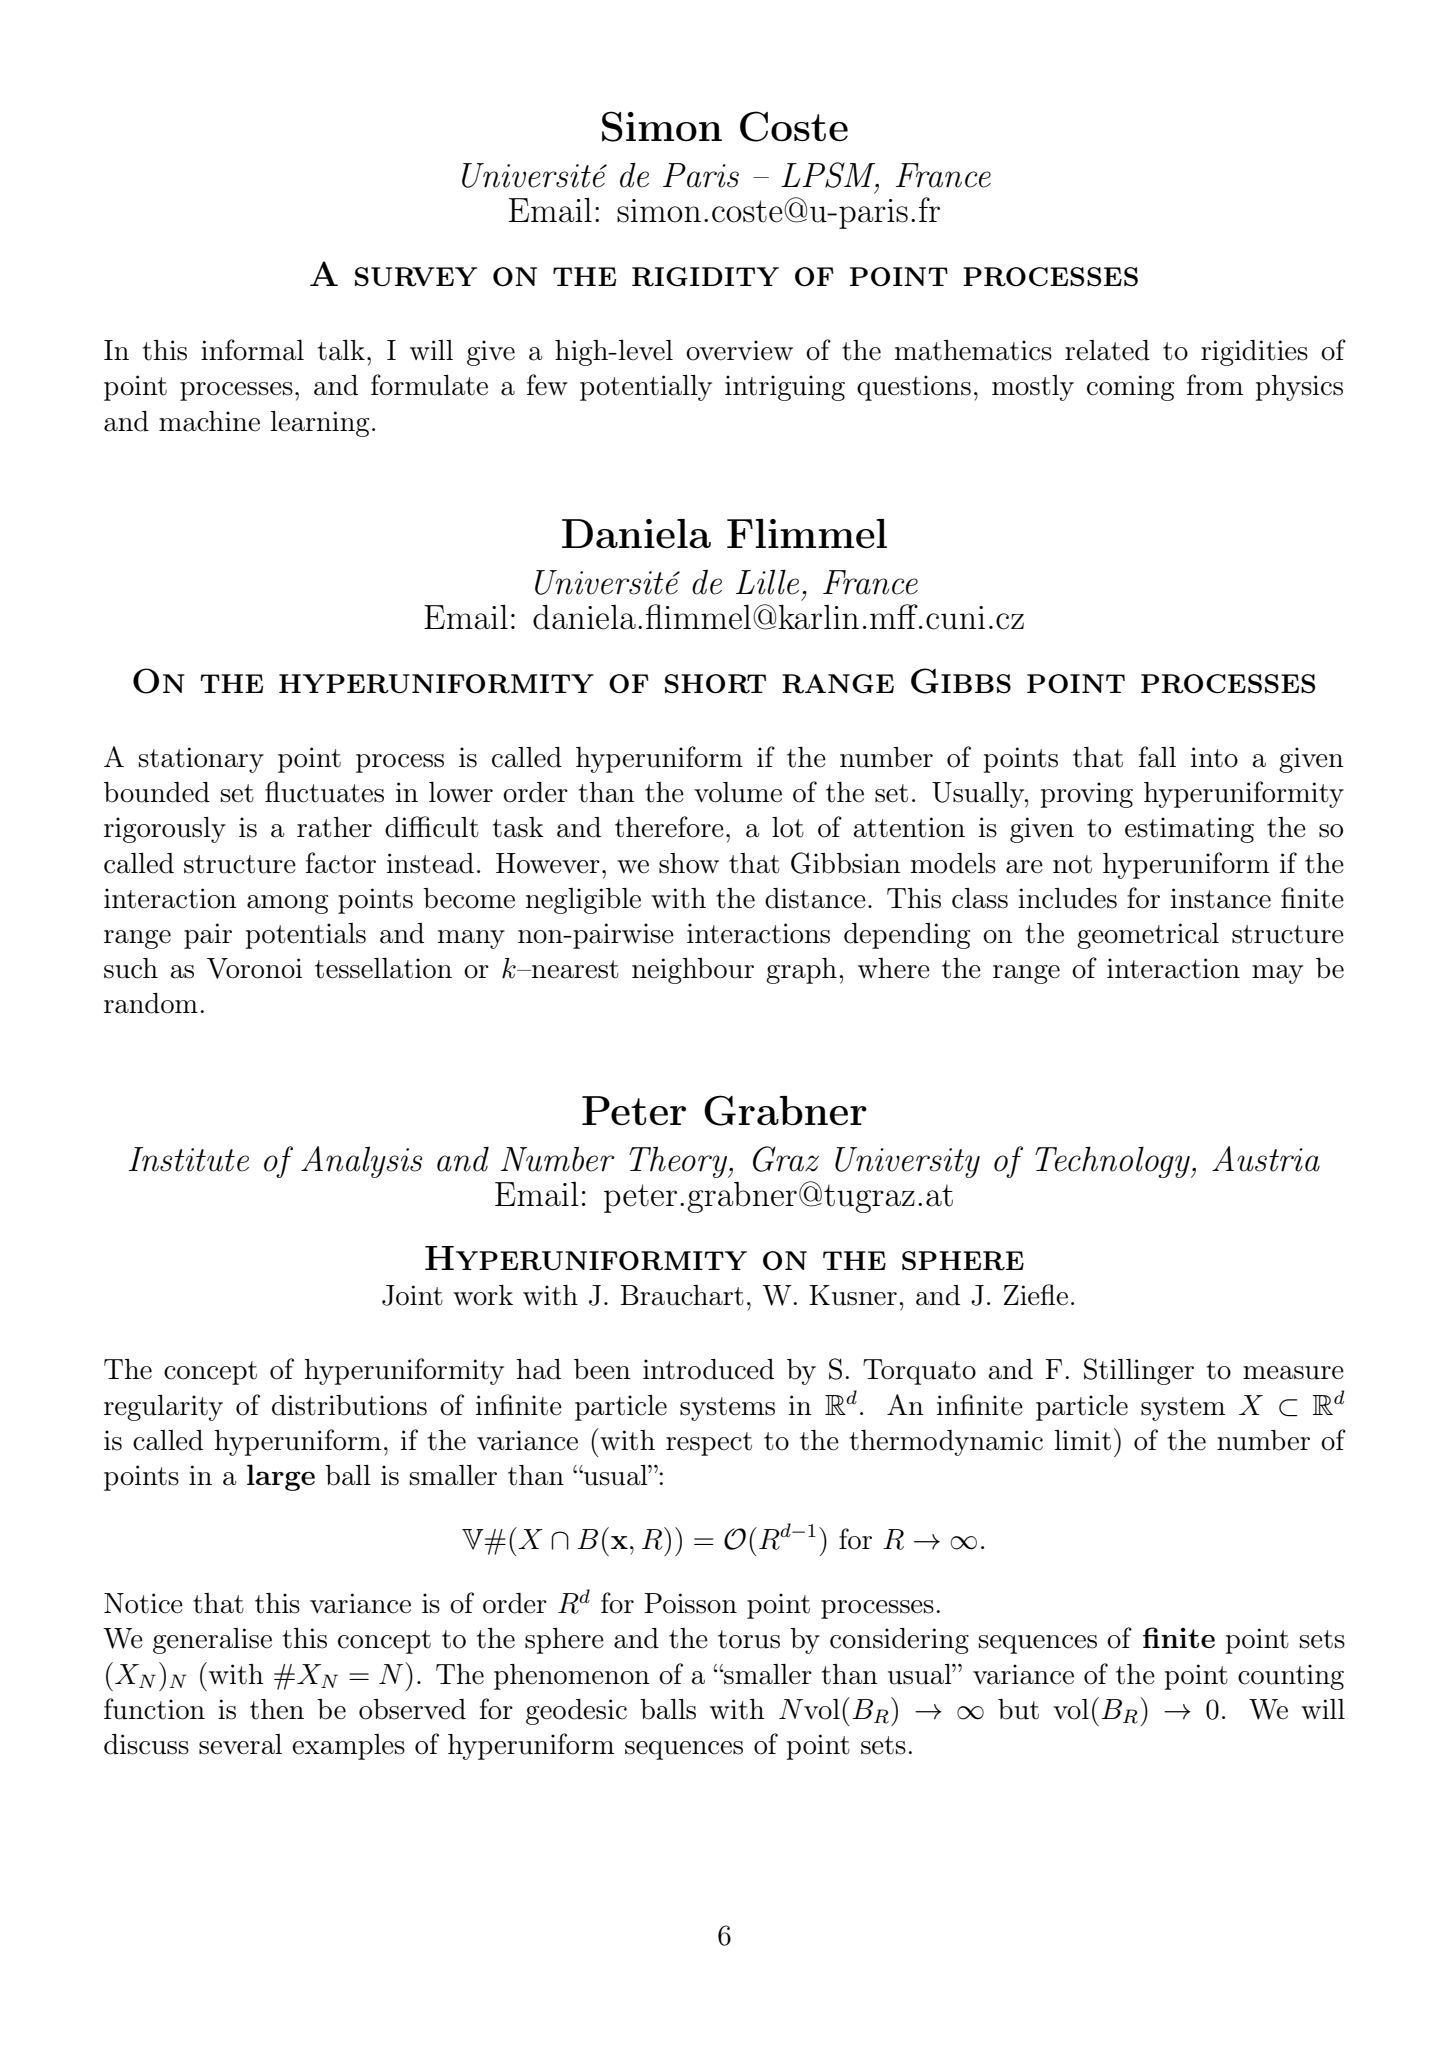 Simon Coste
Université de Paris – LPSM, France
Email: simon.coste@u-paris.fr
A survey on the rigidity of point processes
In this informal talk, I will give a high-level overview of the mathematics related to rigidities of
point processes, and formulate a few potentially intriguing questions, mostly coming from physics
and machine learning.
Daniela Flimmel
Université de Lille, France
Email: daniela.flimmel@karlin.mff.cuni.cz
On the hyperuniformity of short range Gibbs point processes
A stationary point process is called hyperuniform if the number of points that fall into a given
bounded set fluctuates in lower order than the volume of the set. Usually, proving hyperuniformity
rigorously is a rather difficult task and therefore, a lot of attention is given to estimating the so
called structure factor instead. However, we show that Gibbsian models are not hyperuniform if the
interaction among points become negligible with the distance. This class includes for instance finite
range pair potentials and many non-pairwise interactions depending on the geometrical structure
such as Voronoi tessellation or k–nearest neighbour graph, where the range of interaction may be
random.
Peter Grabner
Institute of Analysis and Number Theory, Graz University of Technology, Austria
Email: peter.grabner@tugraz.at
Hyperuniformity on the sphere
Joint work with J. Brauchart, W. Kusner, and J. Ziefle.
The concept of hyperuniformity had been introduced by S. Torquato and F. Stillinger to measure
regularity of distributions of infinite particle systems in ℝ^d. An infinite particle system X ⊂ ℝ^d
is called hyperuniform, if the variance (with respect to the thermodynamic limit) of the number of
points in a large ball is smaller than “usual”:
𝕍#(X ∩ B(x, R)) = 𝒪(R^{d−1}) for R → ∞.
Notice that this variance is of order R^d for Poisson point processes.
We generalise this concept to the sphere and the torus by considering sequences of finite point sets
(X_N)_N (with #X_N = N). The phenomenon of a “smaller than usual” variance of the point counting
function is then be observed for geodesic balls with Nvol(B_R) → ∞ but vol(B_R) → 0. We will
discuss several examples of hyperuniform sequences of point sets.
6